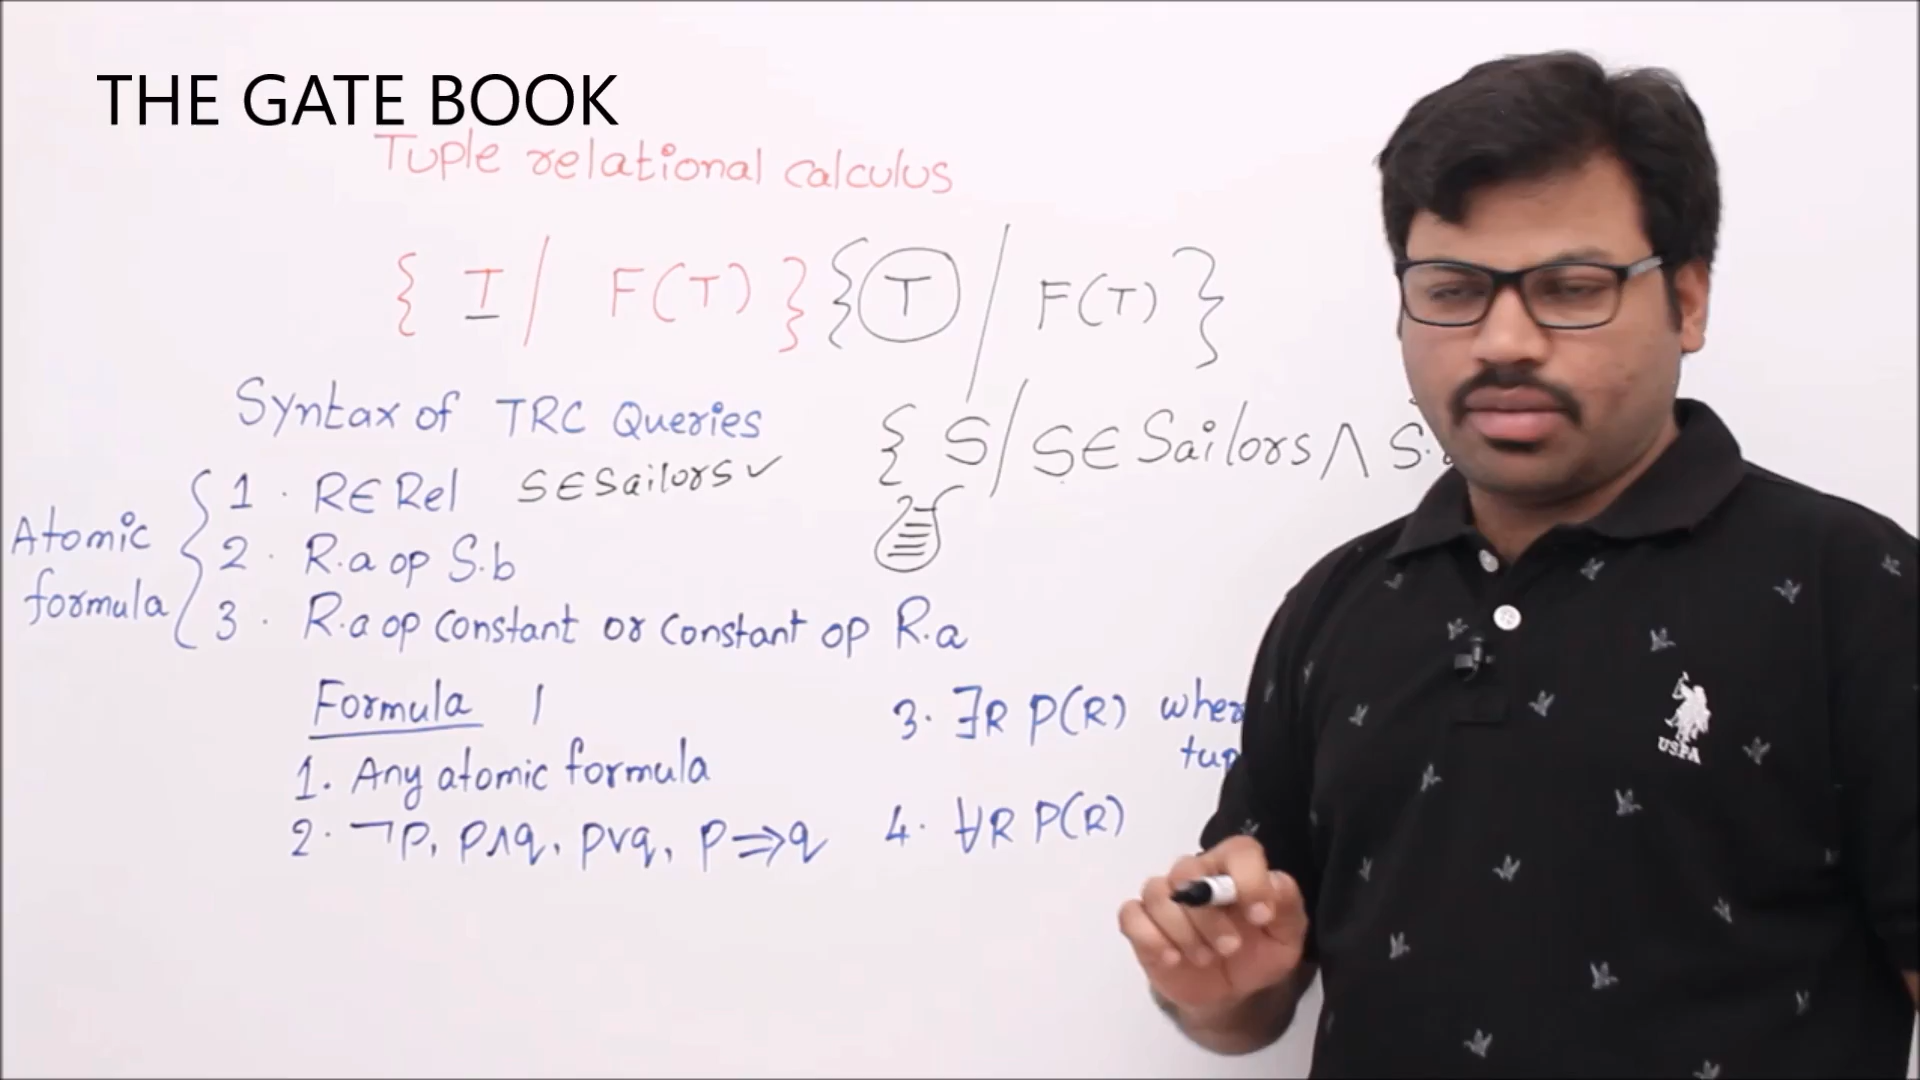 THE GATE BOOK
Tuple relational calculus
{ T / F(T) } { T / F(T) }
Syntax of TRC Queries
{ S / S∈Sailors ∧ S.
Atomic formula
1. R∈Rel S∈Sailors ✓
2. R.a op S.b
3. R.a op constant or constant op R.a
Formula
1. Any atomic formula
2. ¬p, p∧q, p∨q, p⇒q
3. ∃R P(R)
4. ∀R P(R)
USPA